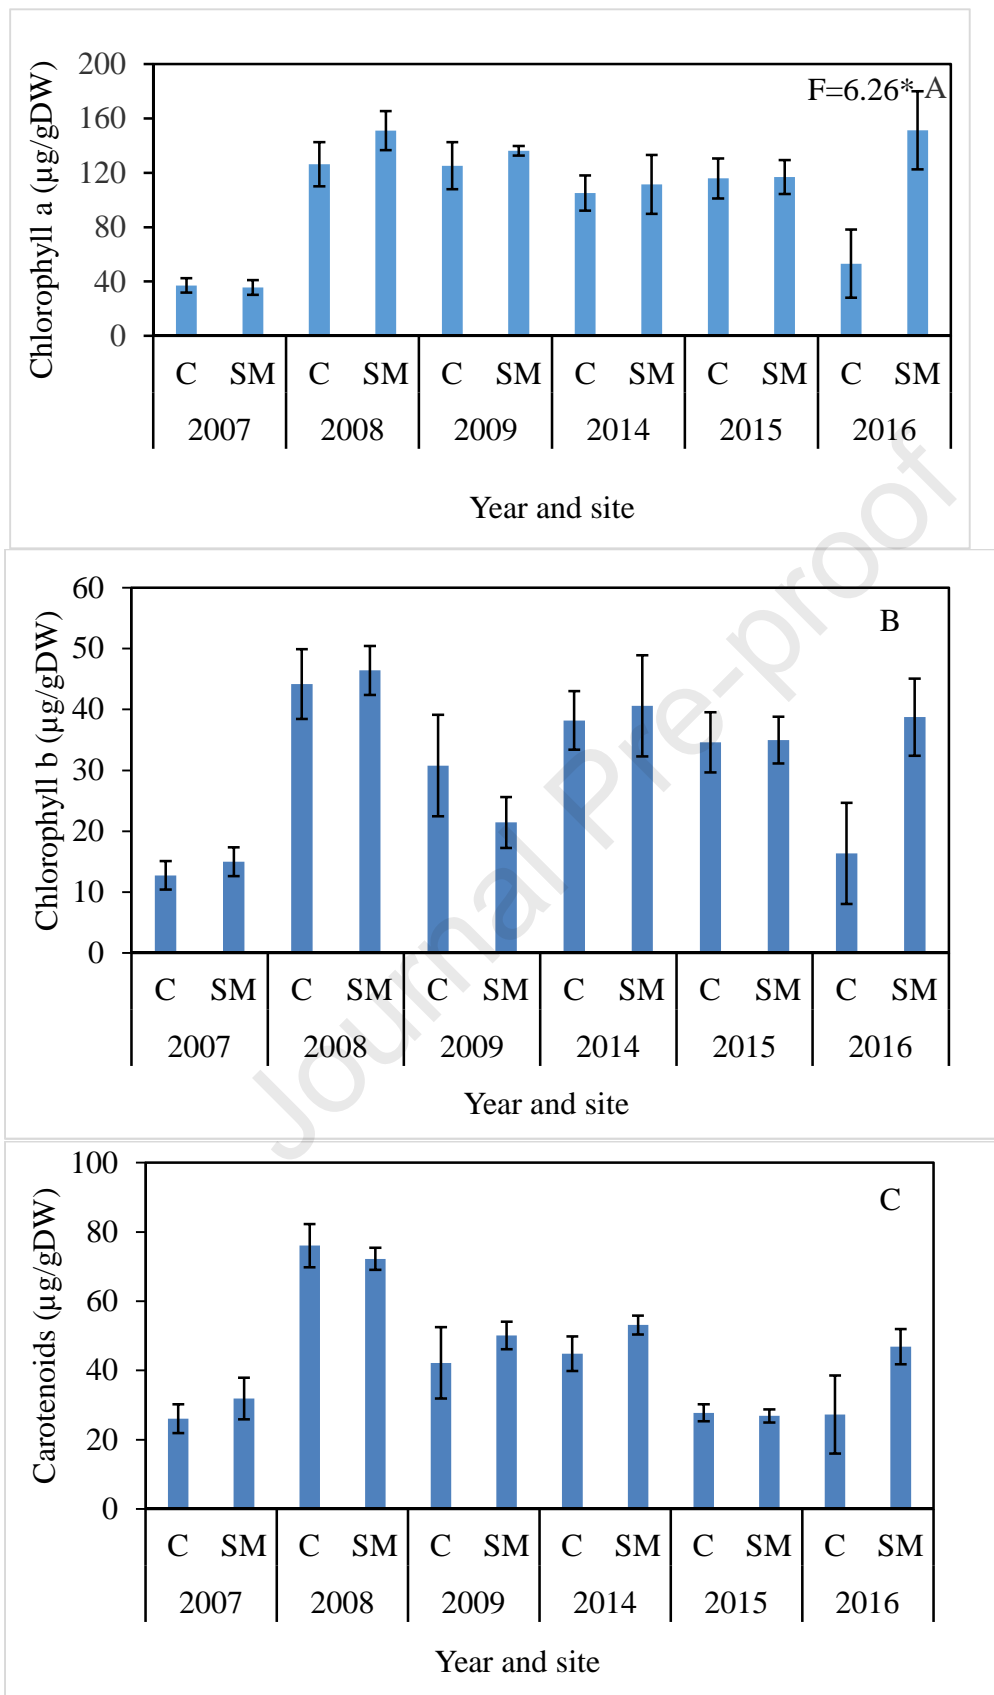 200
160
120
80
40
0
Chlorophyll a (µg/gDW)
F=6.26* A
C SM C SM C SM C SM C SM C SM
2007 2008 2009 2014 2015 2016
Year and site
60
50
40
30
20
10
0
Chlorophyll b (µg/gDW)
B
C SM C SM C SM C SM C SM C SM
2007 2008 2009 2014 2015 2016
Year and site
100
80
60
40
20
0
Carotenoids (µg/gDW)
C
C SM C SM C SM C SM C SM C SM
2007 2008 2009 2014 2015 2016
Year and site
Journal Pre-proof